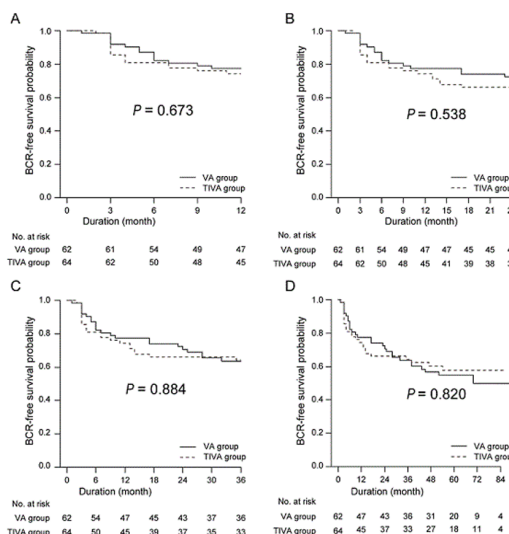 A
BCR-free survival probability
1.0
0.8
0.6
0.4
0.2
0.0
P = 0.673
VA group
TIVA group
0 3 6 9 12
Duration (month)
No. at risk
VA group 62 61 54 49 47
TIVA group 64 62 50 48 45
B
BCR-free survival probability
1.0
0.8
0.6
0.4
0.2
0.0
P = 0.538
VA group
TIVA group
0 3 6 9 12 15 18 21
Duration (month)
No. at risk
VA group 62 61 54 49 47 47 45 45
TIVA group 64 62 50 48 45 41 39 38
C
BCR-free survival probability
1.0
0.8
0.6
0.4
0.2
0.0
P = 0.884
VA group
TIVA group
0 6 12 18 24 30 36
Duration (month)
No. at risk
VA group 62 54 47 45 43 37 36
TIVA group 64 50 45 39 37 35 33
D
BCR-free survival probability
1.0
0.8
0.6
0.4
0.2
0.0
P = 0.820
VA group
TIVA group
0 12 24 36 48 60 72 84
Duration (month)
No. at risk
VA group 62 47 43 36 31 20 9 4
TIVA group 64 45 37 33 27 18 11 4